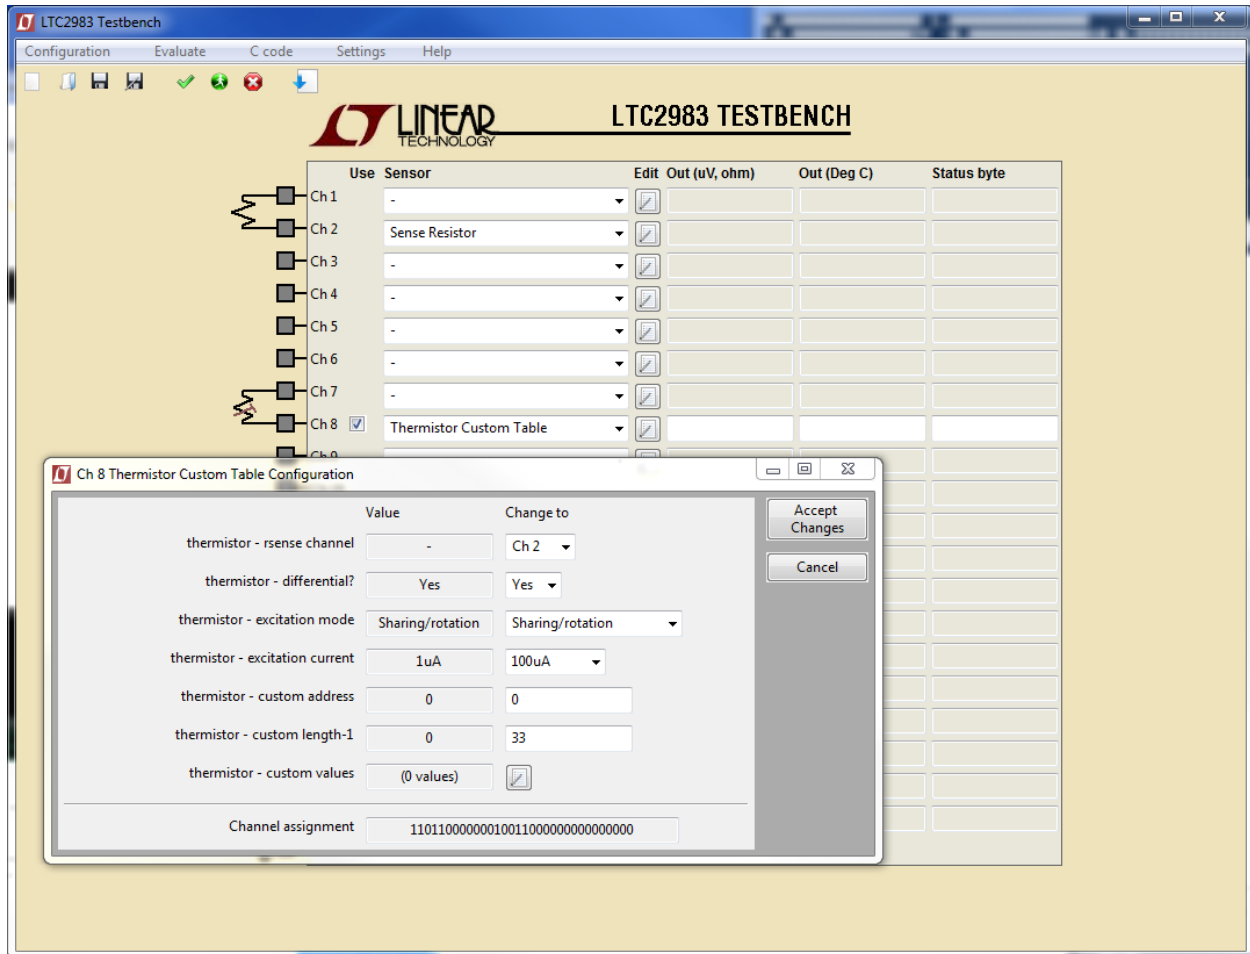 LTC2983 Testbench
Configuration Evaluate C code Settings Help
LINEAR TECHNOLOGY
LTC2983 TESTBENCH
Use Sensor Edit Out (uV, ohm) Out (Deg C) Status byte
Ch 1 -
Ch 2 Sense Resistor
Ch 3 -
Ch 4 -
Ch 5 -
Ch 6 -
Ch 7 -
Ch 8 Thermistor Custom Table
Ch 9
Ch 8 Thermistor Custom Table Configuration
Value Change to
Accept Changes
thermistor - rsense channel - Ch 2
Cancel
thermistor - differential? Yes Yes
thermistor - excitation mode Sharing/rotation Sharing/rotation
thermistor - excitation current 1uA 100uA
thermistor - custom address 0 0
thermistor - custom length-1 0 33
thermistor - custom values (0 values)
Channel assignment 11011000000010011000000000000000